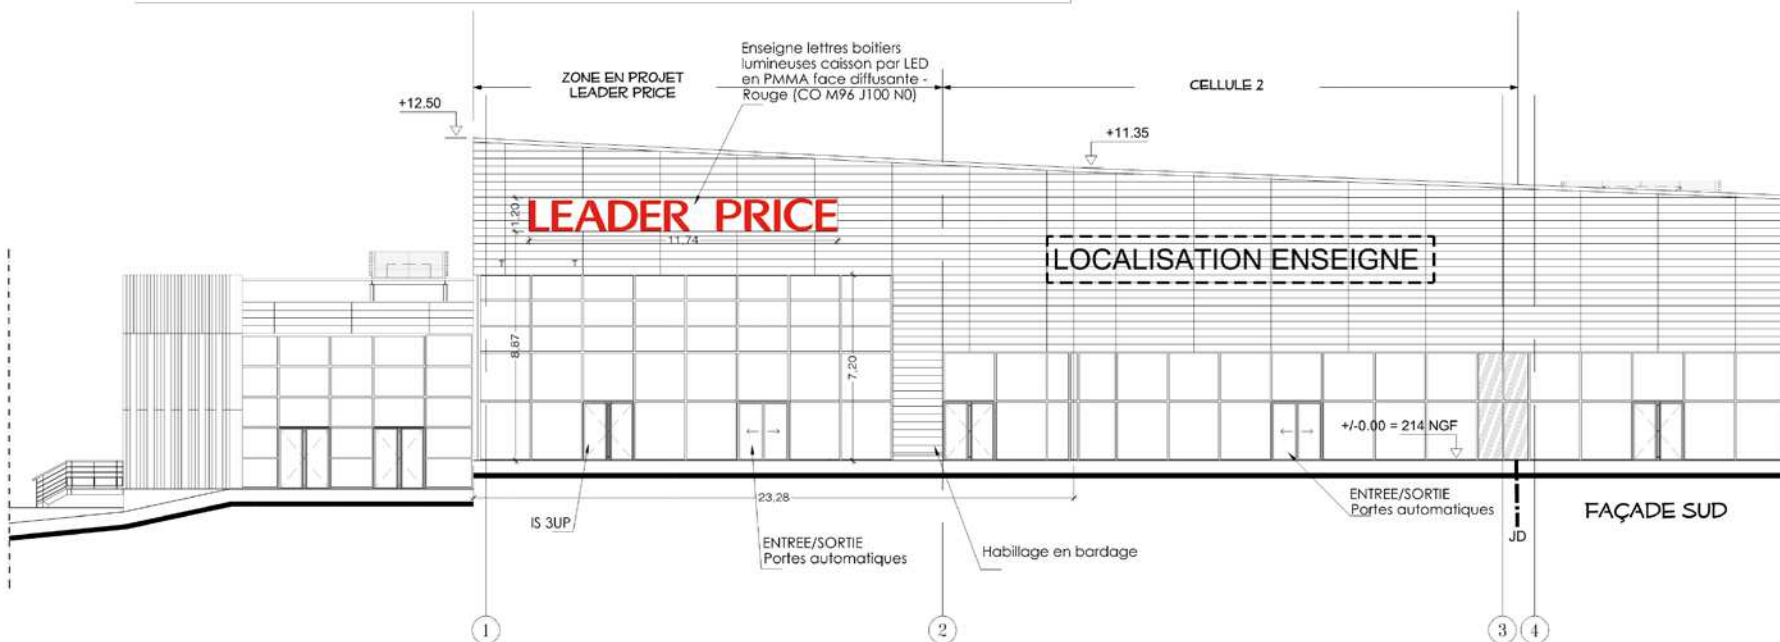 Enseigne lettres boitiers
lumineuses caisson par LED
en PMMA face diffusante -
Rouge (CO M96 J100 N0)
ZONE EN PROJET
LEADER PRICE
CELLULE 2
+12.50
+11.35
1.20
LEADER PRICE
11.74
LOCALISATION ENSEIGNE
8.87
7.20
+/-0.00 = 214 NGF
23.28
IS 3UP
ENTREE/SORTIE
Portes automatiques
Habillage en bardage
ENTREE/SORTIE
Portes automatiques
JD
FAÇADE SUD
1
2
3
4